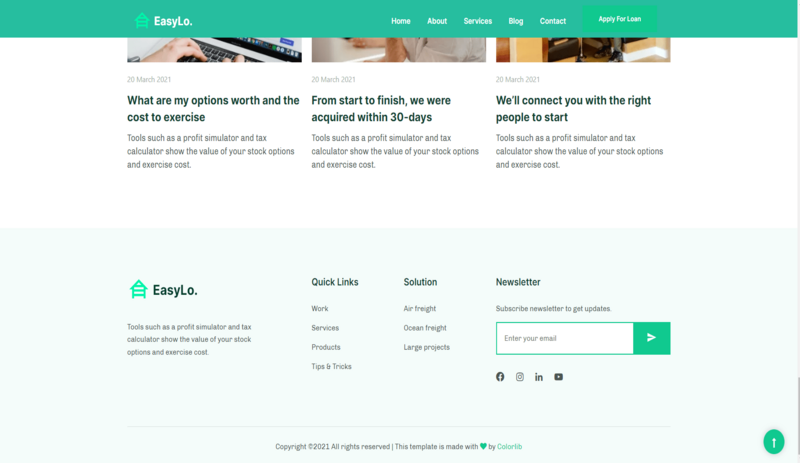 EasyLo.
Home About Services Blog Contact Apply For Loan
20 March 2021
What are my options worth and the
cost to exercise
Tools such as a profit simulator and tax
calculator show the value of your stock options
and exercise cost.
20 March 2021
From start to finish, we were
acquired within 30-days
Tools such as a profit simulator and tax
calculator show the value of your stock options
and exercise cost.
20 March 2021
We'll connect you with the right
people to start
Tools such as a profit simulator and tax
calculator show the value of your stock options
and exercise cost.
EasyLo.
Tools such as a profit simulator and tax
calculator show the value of your stock
options and exercise cost.
Quick Links
Work
Services
Products
Tips & Tricks
Solution
Air freight
Ocean freight
Large projects
Newsletter
Subscribe newsletter to get updates.
Enter your email
Copyright ©2021 All rights reserved | This template is made with ♥ by Colorlib